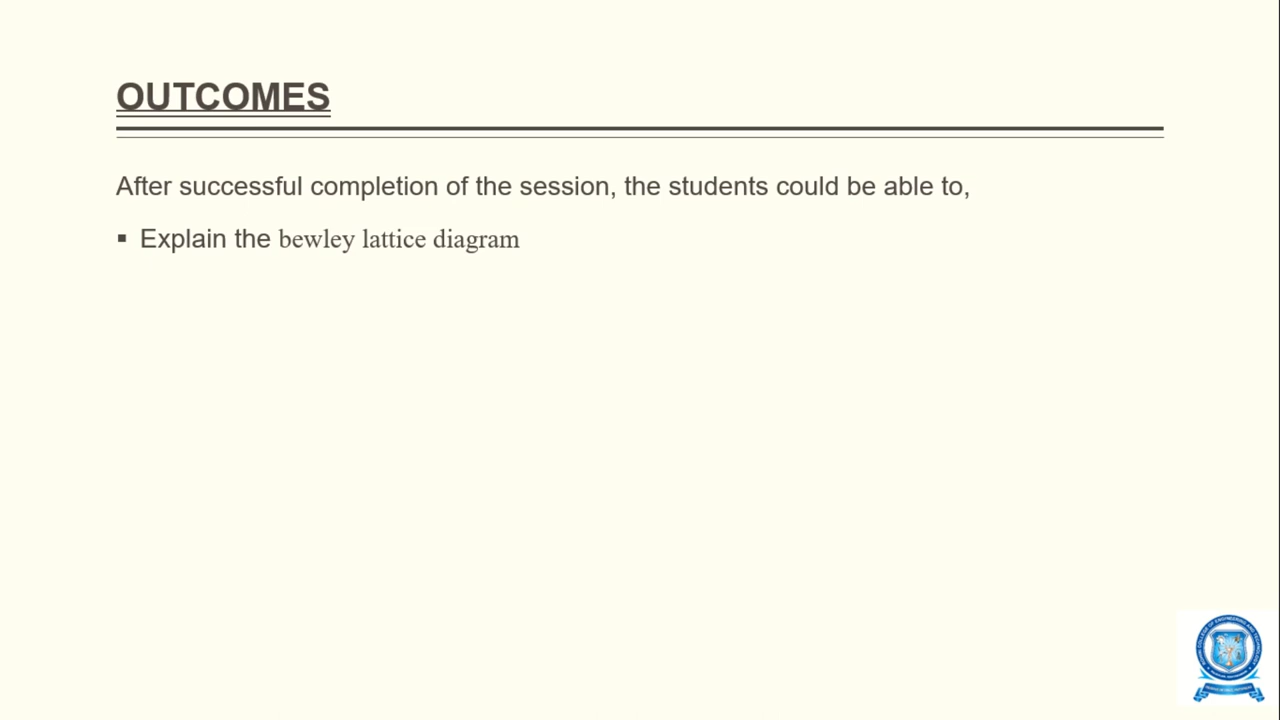 OUTCOMES
After successful completion of the session, the students could be able to,
▪ Explain the bewley lattice diagram